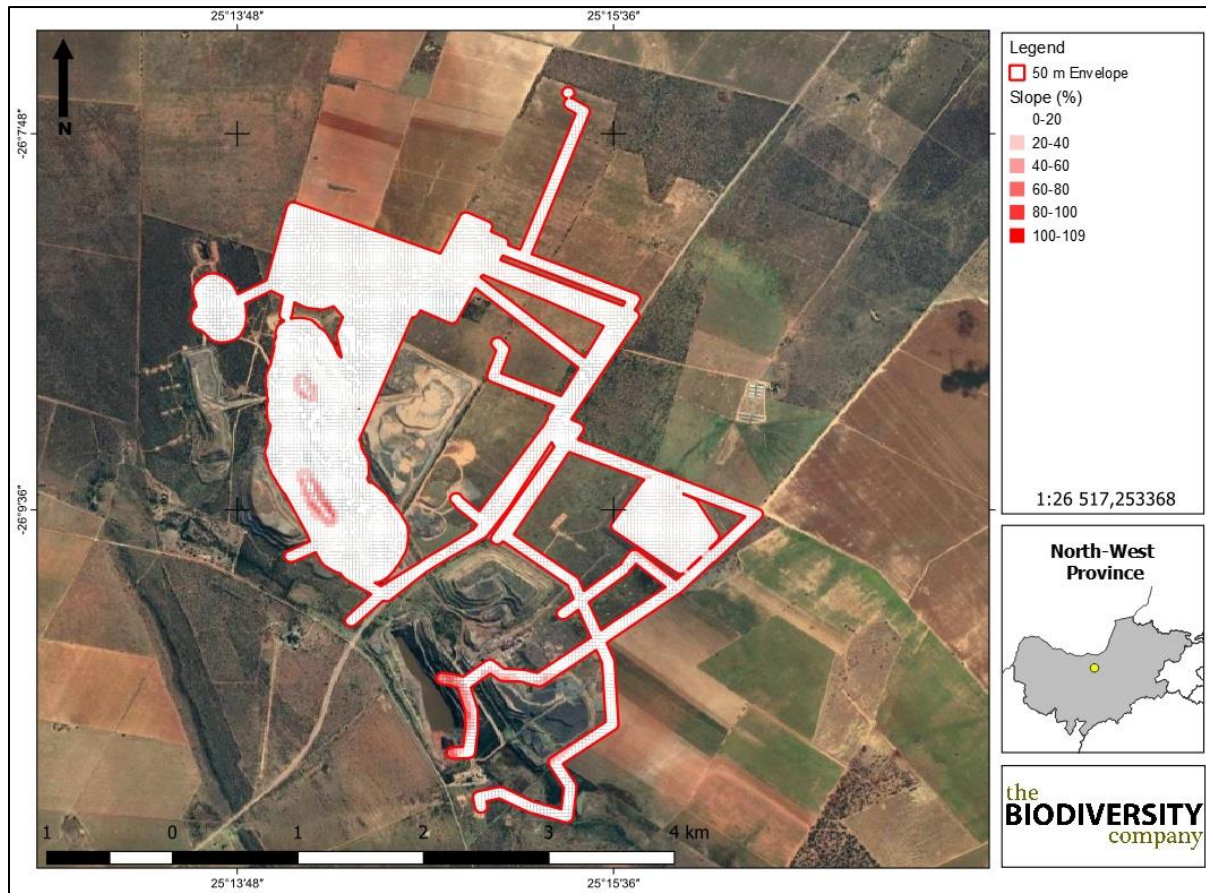 25°13'48" 25°15'36"
-26°7'48"
-26°9'36"
N
1 0 1 2 3 4 km
25°13'48" 25°15'36"
Legend
50 m Envelope
Slope (%)
0-20
20-40
40-60
60-80
80-100
100-109
1:26 517,253368
North-West
Province
the
BIODIVERSITY
company